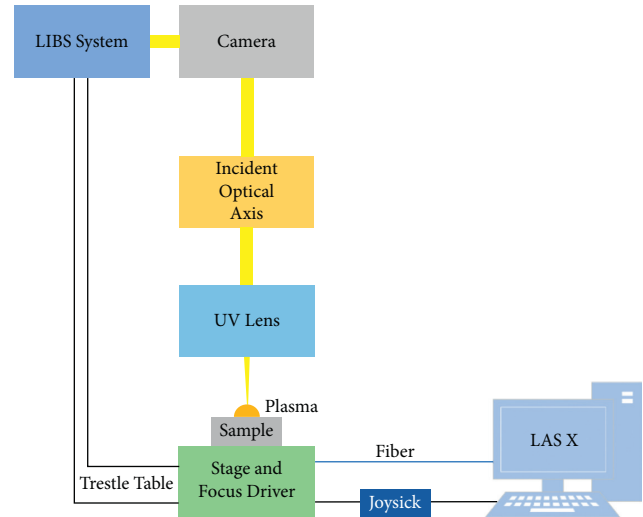 LIBS System
Camera
Incident
Optical
Axis
UV Lens
Plasma
Sample
LAS X
Fiber
Stage and
Focus Driver
Trestle Table
Joysick